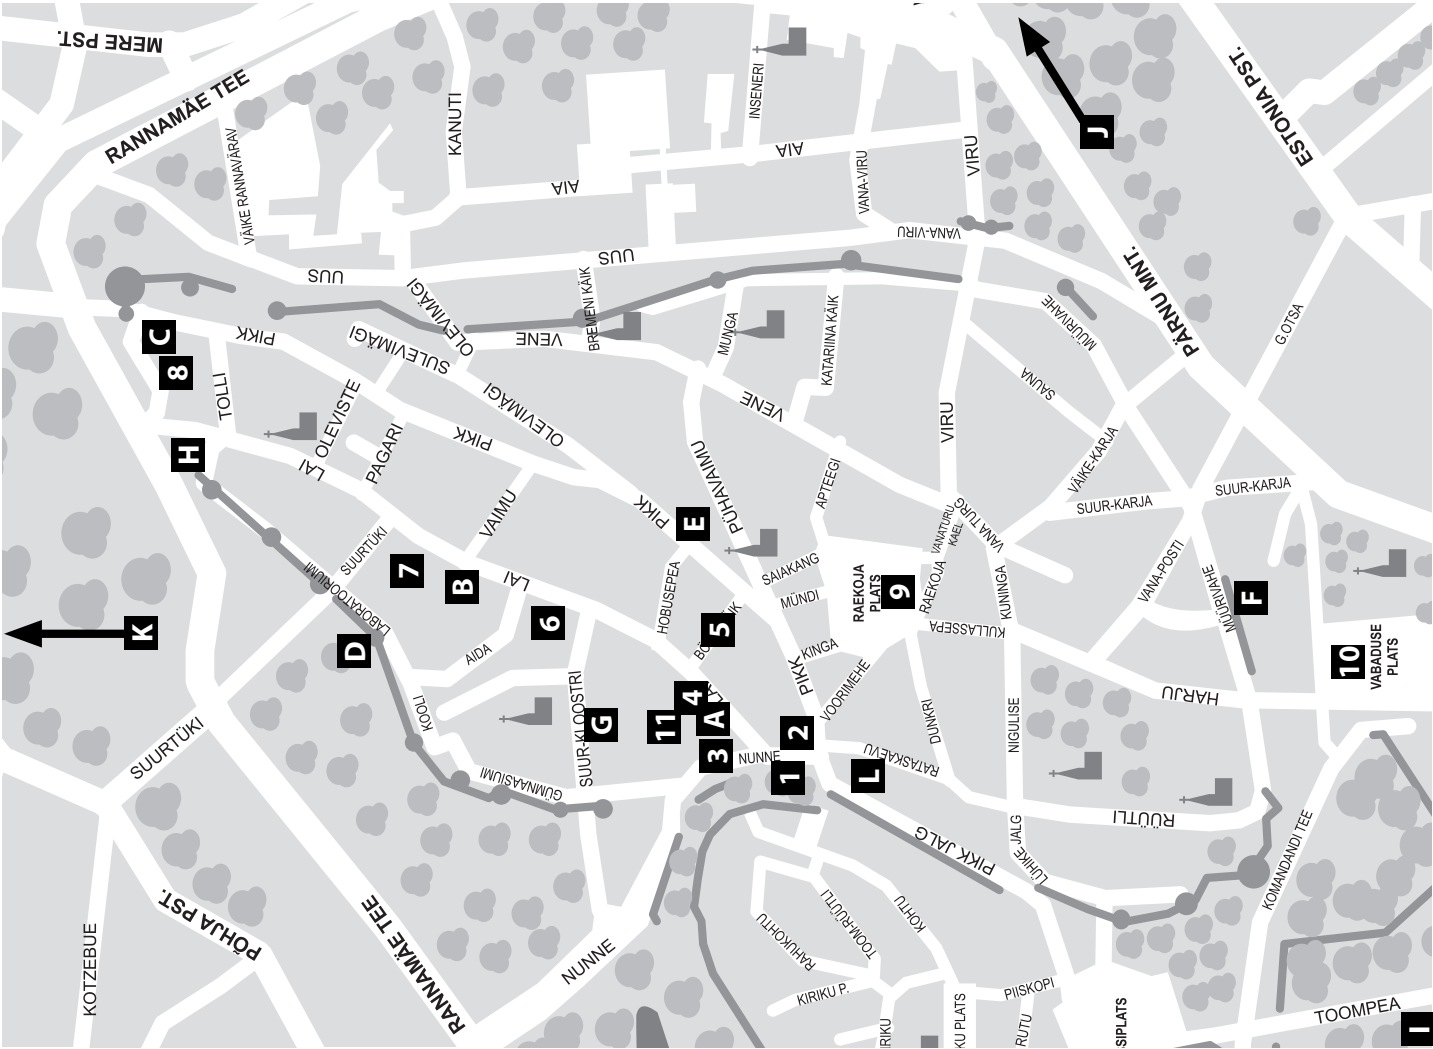 MERE PST.
RANNAMÄE TEE
VÄIKE RANNAVÄRAV
KANUTI
INSENERI
AIA
AIA
VANA-VIRU
VIRU
J
ESTONIA PST.
UUS
UUS
VANA-VIRU
OLEVIMÄGI
BREMENI KÄIK
PÄRNU MNT.
C
8
PIKK
TOLLI
SULEVIMÄGI
VENE
MUNGA
KATARIINA KÄIK
MÜÜRIVAHE
G.OTSA
H
OLEVISTE
LAI
PAGARI
PIKK
OLEVIMÄGI
VENE
VIRU
SAUNA
VÄIKE-KARJA
SUUR-KARJA
SUUR-KARJA
VAIMU
PIKK
E
PÜHAVAIMU
APTEEGI
VANATURU
KAEL
VANA TURG
SUURTÜKI
LABORATOORIUMI
7
B
LAI
HOBUSEPEA
SAIAKANG
MÜNDI
RAEKOJA
PLATS
9
RAEKOJA
KUNINGA
VANA-POSTI
MÜÜRIVAHE
F
K
D
6
AIDA
5
KINGA
KULLASSEPA
10
VABADUSE
PLATS
SUURTÜKI
KOOLI
SUUR-KLOOSTRI
G
11
4
A
PIKK
VOORIMEHE
DUNKRI
NIGULISE
HARJU
GÜMNAASIUMI
3
NUNNE
2
1
L
RATASKAEVU
RÜÜTLI
PIKK JALG
LÜHIKE JALG
KOMANDANDI TEE
KOTZEBUE
PÕHJA PST.
RANNAMÄE TEE
NUNNE
RAHUKOHTU
TOOM-RÜÜTLI
KOHTU
KIRIKU P.
PIISKOPI
TOOMPEA
I